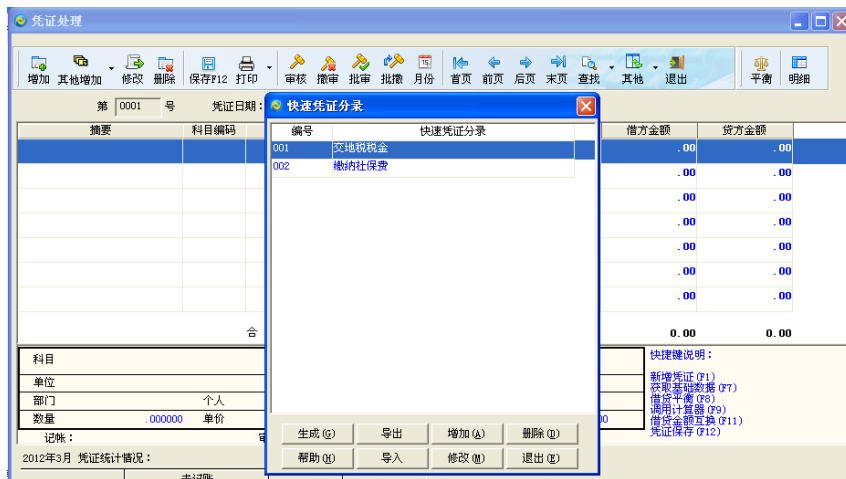 凭证处理
增加 其他增加 修改 删除 保存F12 打印 审核 撤审 批审 批撤 月份 首页 前页 后页 末页 查找 其他 退出 平衡 明细
第 0001 号 凭证日期:
快速凭证分录
摘要 科目编码 借方金额 贷方金额
编号 快速凭证分录
001 交地税税金
002 缴纳社保费
.00 .00
.00 .00
.00 .00
.00 .00
.00 .00
.00 .00
.00 .00
合 0.00 0.00
科目
单位
部门 个人
数量 .000000 单价
记帐:
快捷键说明:
新增凭证(F1)
获取基础数据(F7)
借贷平衡(F8)
调用计算器(F9)
借贷金额互换(F11)
凭证保存(F12)
生成(G) 导出 增加(A) 删除(D)
帮助(H) 导入 修改(M) 退出(E)
2012年3月 凭证统计情况: